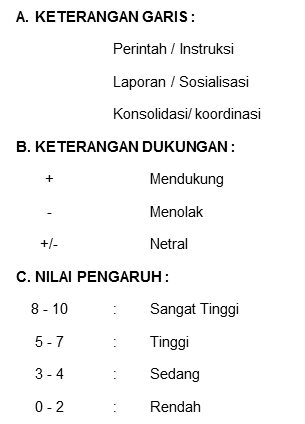 A. KETERANGAN GARIS :
Perintah / Instruksi
Laporan / Sosialisasi
Konsolidasi/ koordinasi
B. KETERANGAN DUKUNGAN :
+ Mendukung
- Menolak
+/- Netral
C. NILAI PENGARUH :
8 - 10 : Sangat Tinggi
5 - 7 : Tinggi
3 - 4 : Sedang
0 - 2 : Rendah